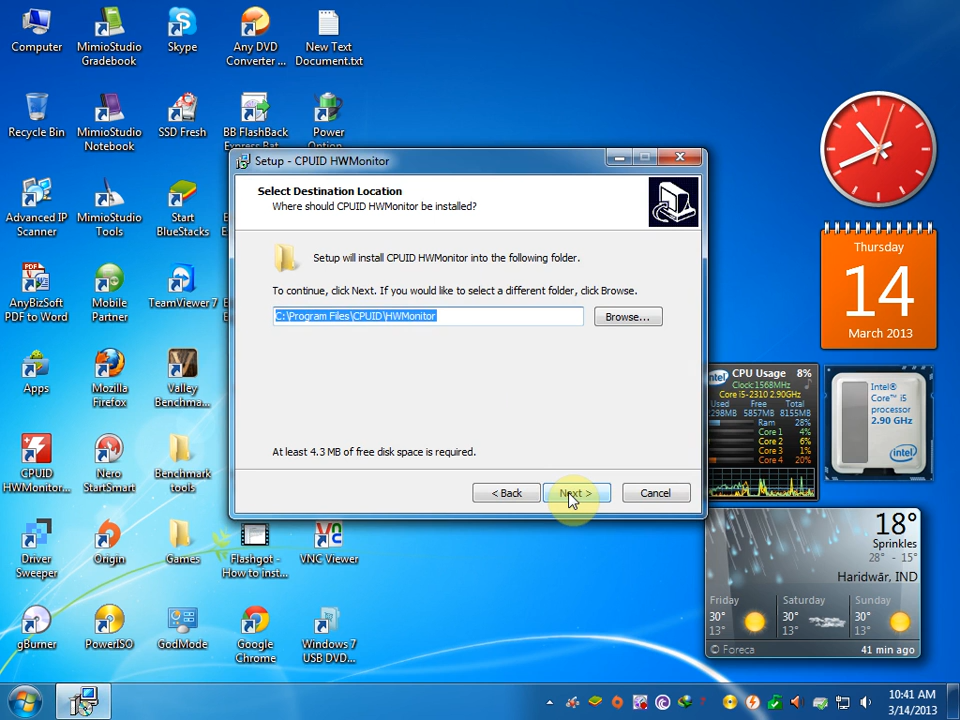 Computer
MimioStudio
Gradebook
Skype
Any DVD
Converter ...
New Text
Document.txt
Recycle Bin
MimioStudio
Notebook
SSD Fresh
BB FlashBack
Express Bat...
Power
Option
Setup - CPUID HWMonitor
Select Destination Location
Where should CPUID HWMonitor be installed?
Setup will install CPUID HWMonitor into the following folder.
To continue, click Next. If you would like to select a different folder, click Browse.
C:\Program Files\CPUID\HWMonitor
Browse...
At least 4.3 MB of free disk space is required.
< Back
Next >
Cancel
Advanced IP
Scanner
MimioStudio
Tools
Start
BlueStacks
PDF
AnyBizSoft
PDF to Word
Mobile
Partner
TeamViewer 7
Apps
Mozilla
Firefox
Valley
Benchma...
CPUID
HWMonitor...
Nero
StartSmart
Benchmark
tools
Driver
Sweeper
Origin
Games
Flashgot -
How to inst...
VNC Viewer
gBurner
PowerISO
GodMode
Google
Chrome
Windows 7
USB DVD...
Thursday
14
March 2013
intel
CPU Usage 8%
Clock:1568MHz
Core i5-2310 2.90GHz
Used Free Total
2298MB 5857MB 8155MB
Ram 28%
Core 1 4%
Core 2 6%
Core 3 1%
Core 4 20%
Intel®
Core™ i5
processor
2.90 GHz
intel
18°
Sprinkles
28° - 15°
Haridwār, IND
Friday
30°
13°
Saturday
30°
13°
Sunday
30°
13°
© Foreca
41 min ago
10:41 AM
3/14/2013